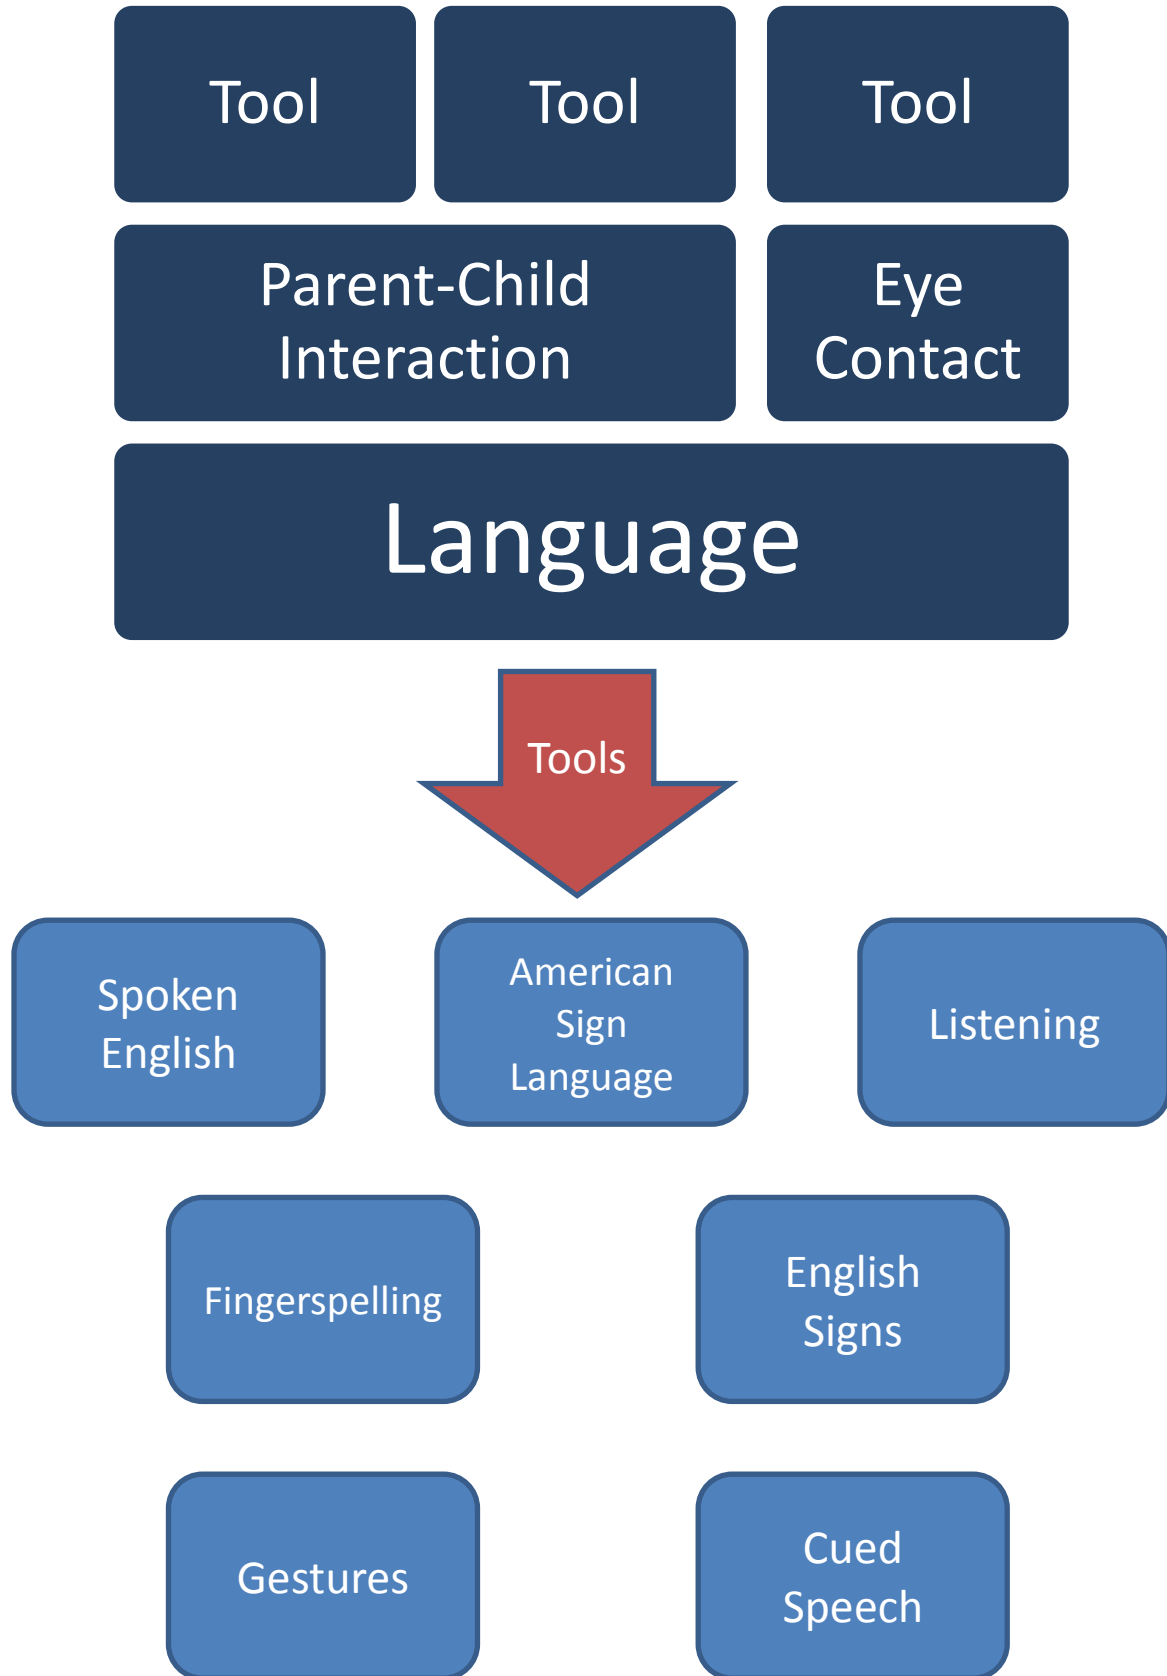 Tool
Tool
Tool
Parent-Child
Interaction
Eye
Contact
Language
Tools
Spoken
English
American
Sign
Language
Listening
Fingerspelling
English
Signs
Gestures
Cued
Speech